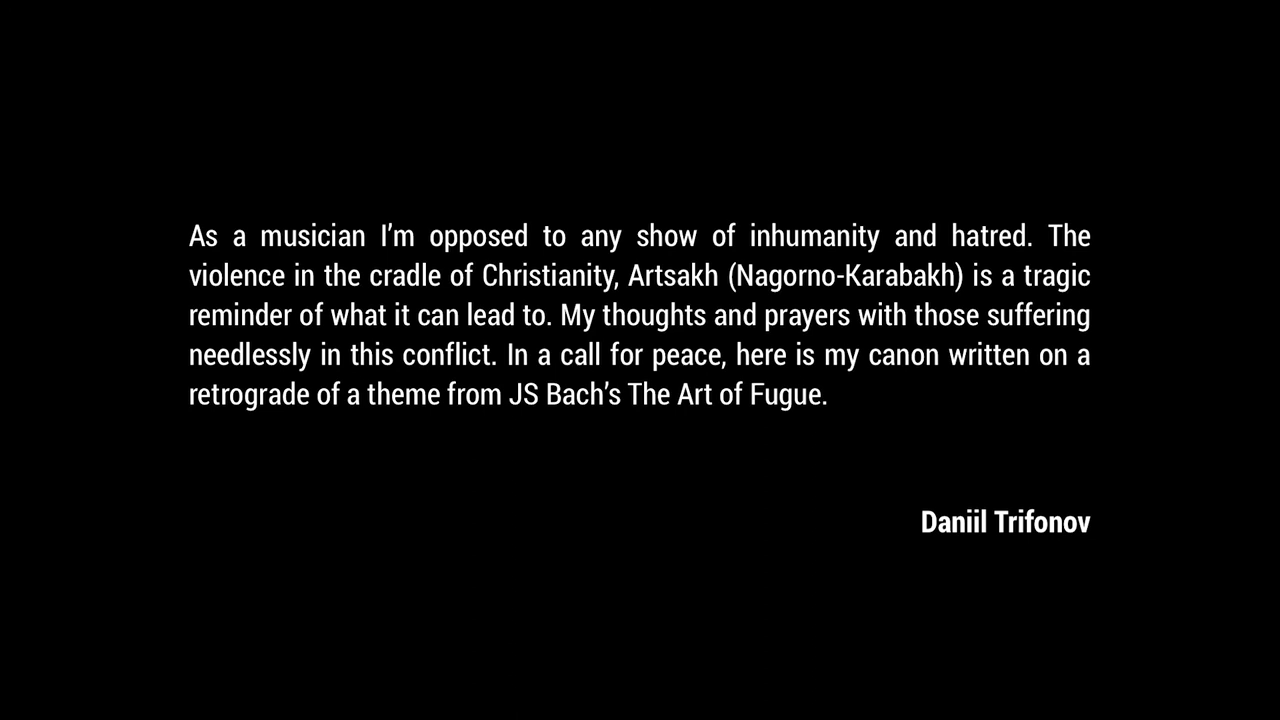 As a musician I’m opposed to any show of inhumanity and hatred. The
violence in the cradle of Christianity, Artsakh (Nagorno-Karabakh) is a tragic
reminder of what it can lead to. My thoughts and prayers with those suffering
needlessly in this conflict. In a call for peace, here is my canon written on a
retrograde of a theme from JS Bach’s The Art of Fugue.
Daniil Trifonov